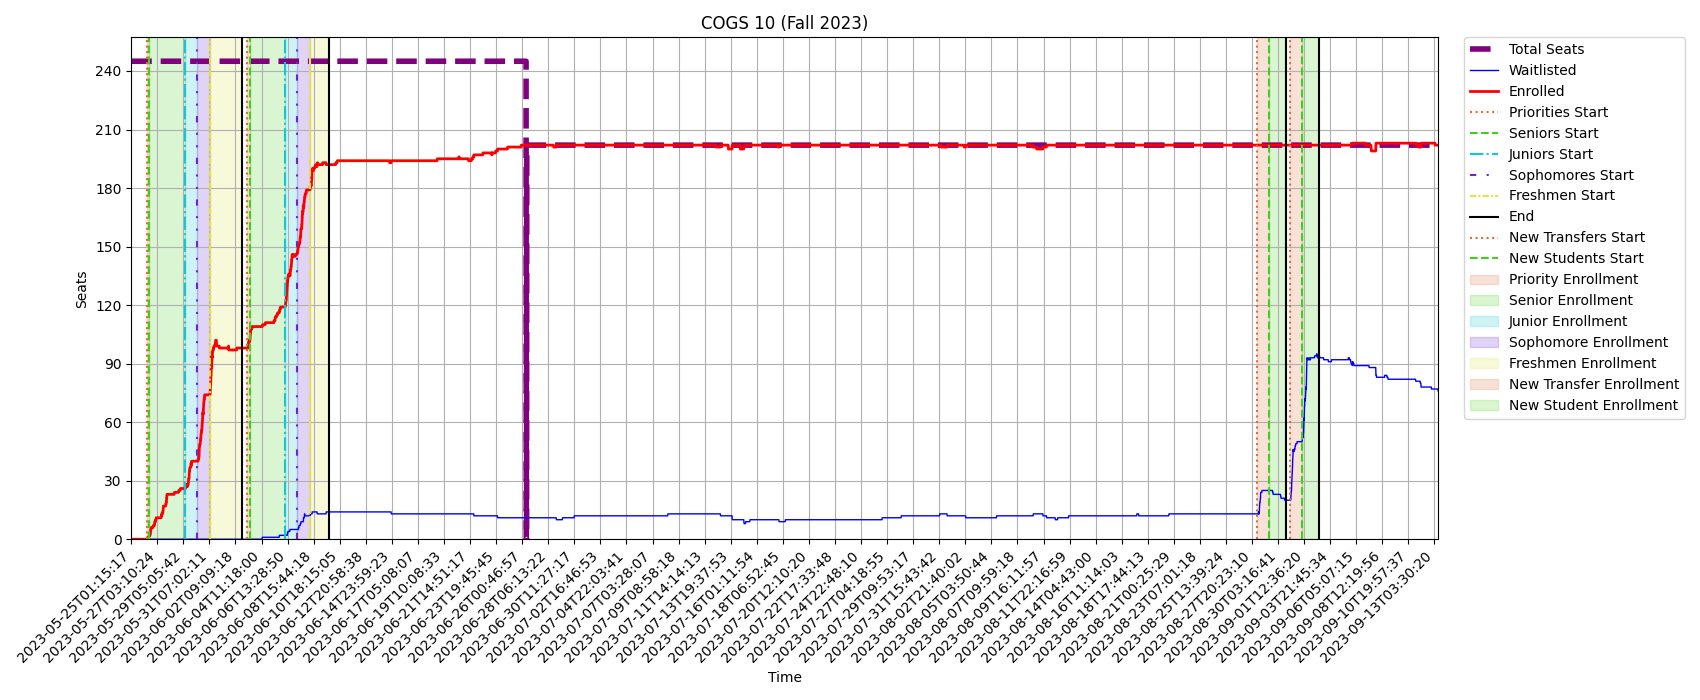 COGS 10 (Fall 2023)
Seats
240
210
180
150
120
90
60
30
0
2023-05-25T01:15:17
2023-05-27T03:10:24
2023-05-29T05:05:42
2023-05-31T07:02:11
2023-06-02T09:09:18
2023-06-04T11:18:00
2023-06-06T13:28:50
2023-06-08T15:44:18
2023-06-10T18:15:05
2023-06-12T20:58:38
2023-06-14T23:59:23
2023-06-17T05:08:07
2023-06-19T10:08:33
2023-06-21T14:51:17
2023-06-23T19:45:45
2023-06-26T00:46:57
2023-06-28T06:13:22
2023-06-30T11:27:17
2023-07-02T16:46:53
2023-07-04T22:03:41
2023-07-07T03:28:07
2023-07-09T08:58:18
2023-07-11T14:14:13
2023-07-13T19:37:53
2023-07-16T01:11:54
2023-07-18T06:52:45
2023-07-20T12:10:20
2023-07-22T17:33:48
2023-07-24T22:48:10
2023-07-27T04:18:55
2023-07-29T09:53:17
2023-07-31T15:43:42
2023-08-02T21:40:02
2023-08-05T03:50:44
2023-08-07T09:59:18
2023-08-09T16:11:57
2023-08-11T22:16:59
2023-08-14T04:43:00
2023-08-16T11:14:03
2023-08-18T17:44:13
2023-08-21T00:25:29
2023-08-23T07:01:18
2023-08-25T13:39:24
2023-08-27T20:23:10
2023-08-30T03:16:41
2023-09-01T12:36:20
2023-09-03T21:45:34
2023-09-06T05:07:15
2023-09-08T12:19:56
2023-09-10T19:57:37
2023-09-13T03:30:20
Time
Total Seats
Waitlisted
Enrolled
Priorities Start
Seniors Start
Juniors Start
Sophomores Start
Freshmen Start
End
New Transfers Start
New Students Start
Priority Enrollment
Senior Enrollment
Junior Enrollment
Sophomore Enrollment
Freshmen Enrollment
New Transfer Enrollment
New Student Enrollment